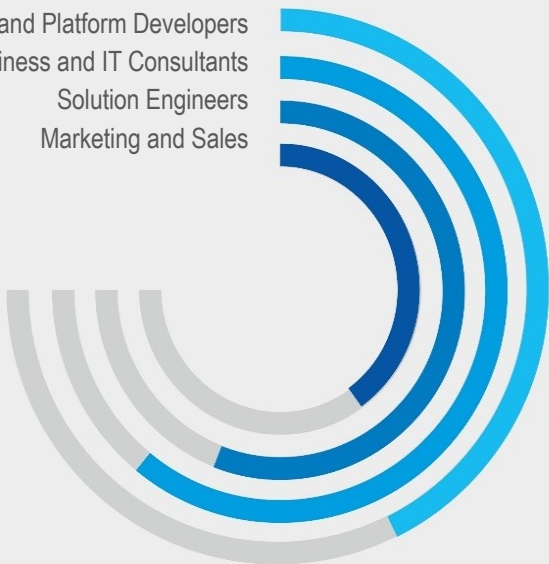 and Platform Developers
iness and IT Consultants
Solution Engineers
Marketing and Sales